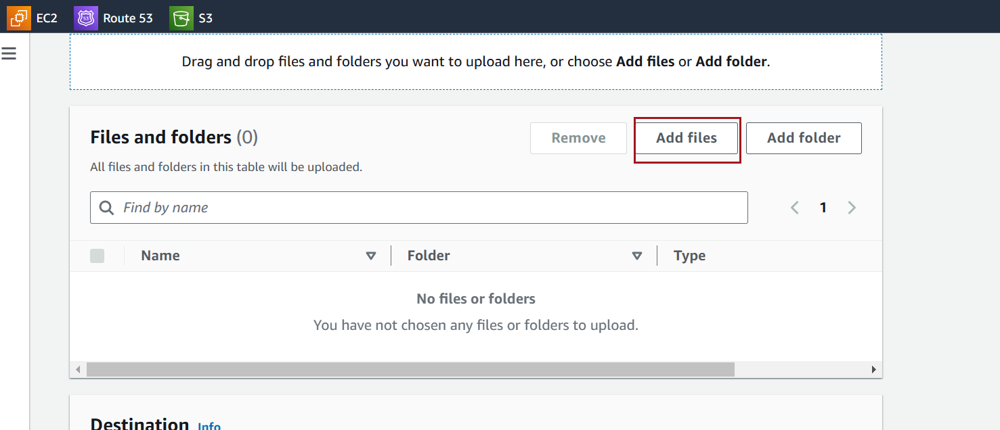 EC2 Route 53 S3
Drag and drop files and folders you want to upload here, or choose Add files or Add folder.
Files and folders (0)
Remove Add files Add folder
All files and folders in this table will be uploaded.
Find by name
1
Name Folder Type
No files or folders
You have not chosen any files or folders to upload.
Destination Info